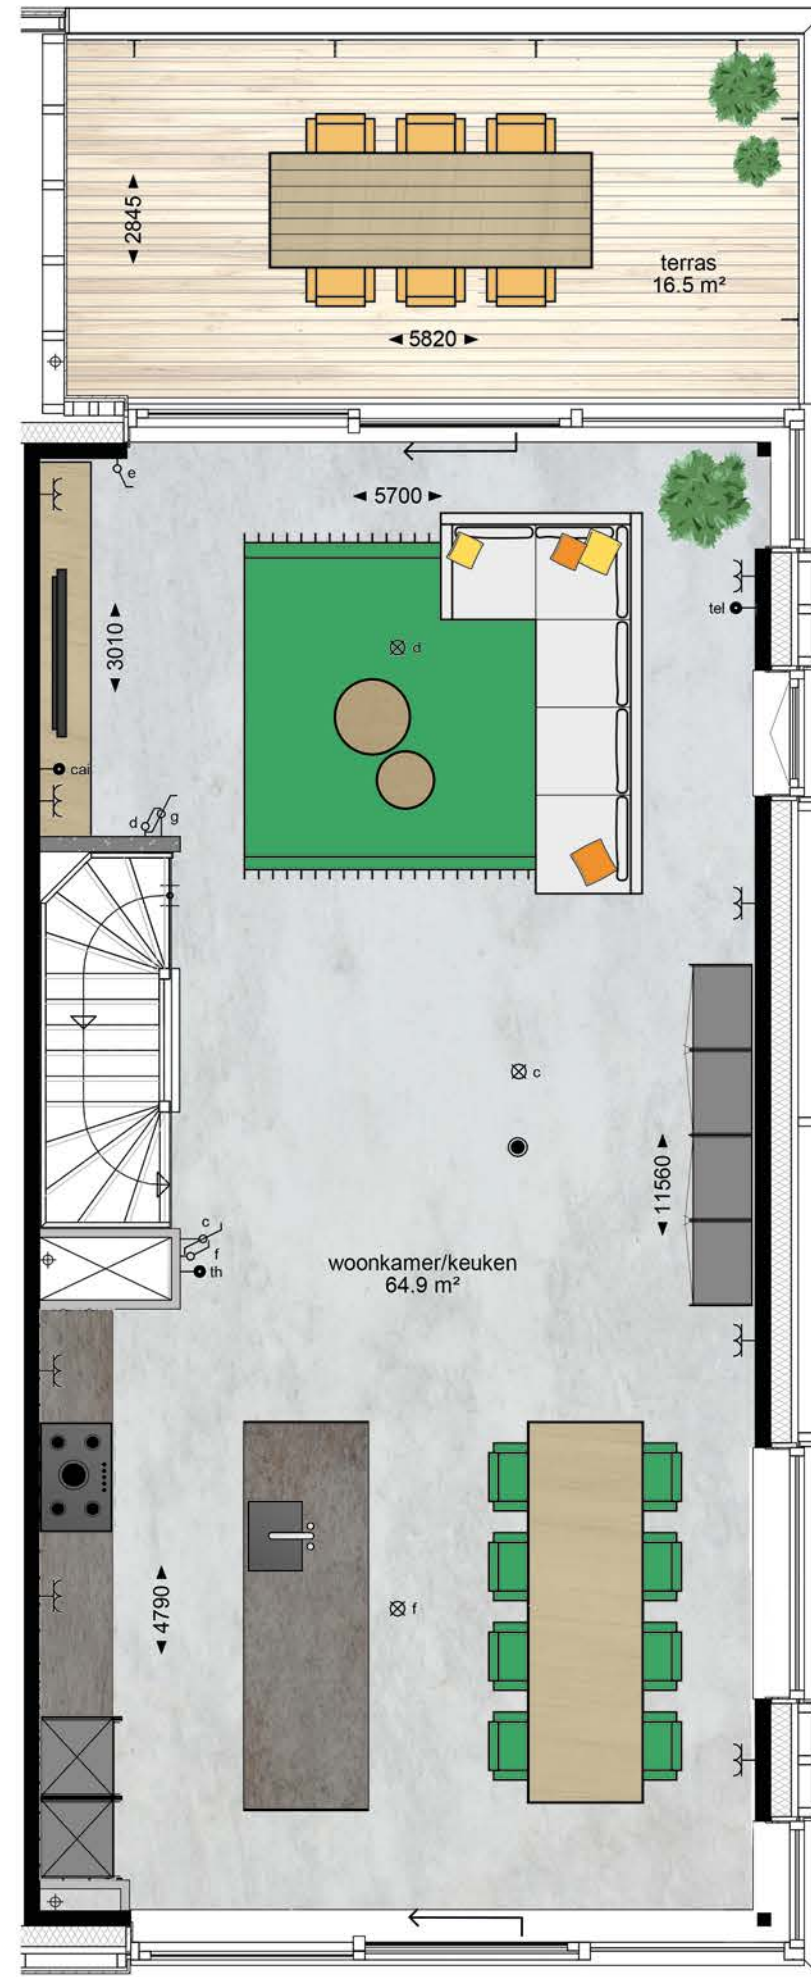 2845
terras
16.5 m²
5820
e
5700
3010
tel
d
cai
d
g
c
11560
c
f
th
woonkamer/keuken
64.9 m²
4790
f